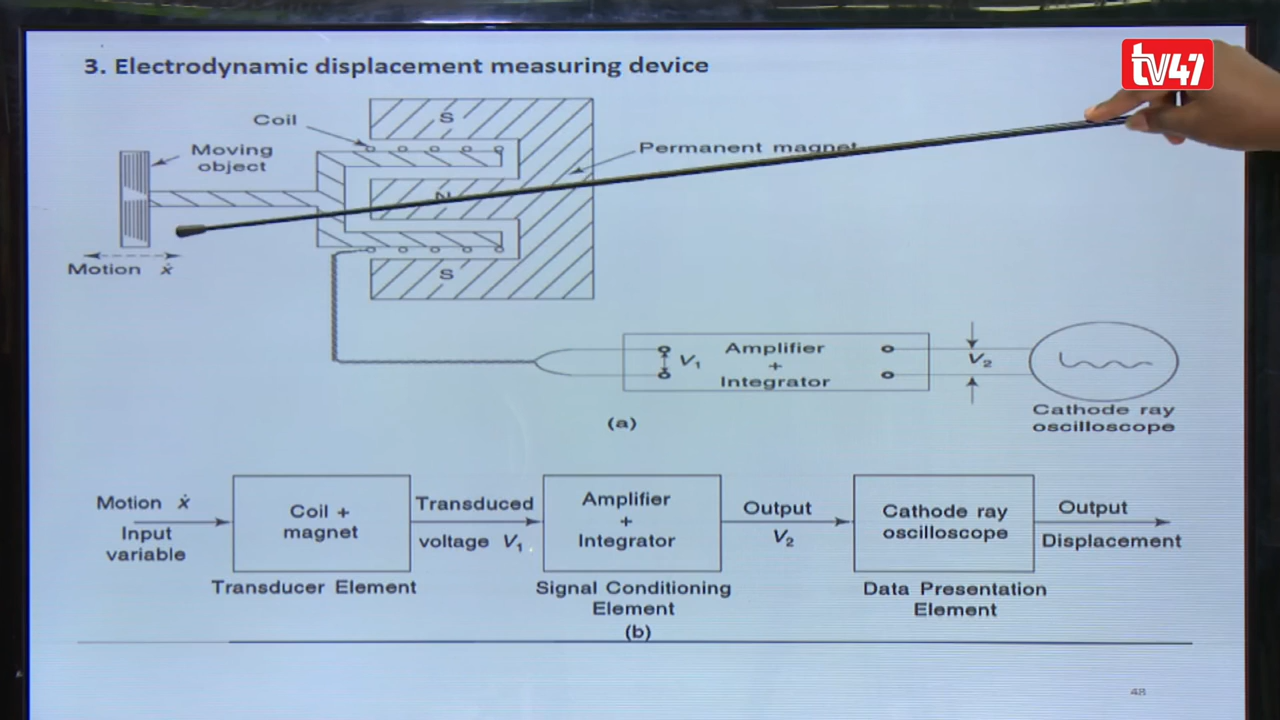 tv47
3. Electrodynamic displacement measuring device
Coil
S
Moving
object
Permanent magnet
N
Motion ẋ
S
V₁
Amplifier
+
Integrator
V₂
Cathode ray
oscilloscope
(a)
Motion ẋ
Input
variable
Coil +
magnet
Transducer Element
Transduced
voltage V₁
Amplifier
+
Integrator
Signal Conditioning
Element
Output
V₂
Cathode ray
oscilloscope
Data Presentation
Element
Output
Displacement
(b)
48